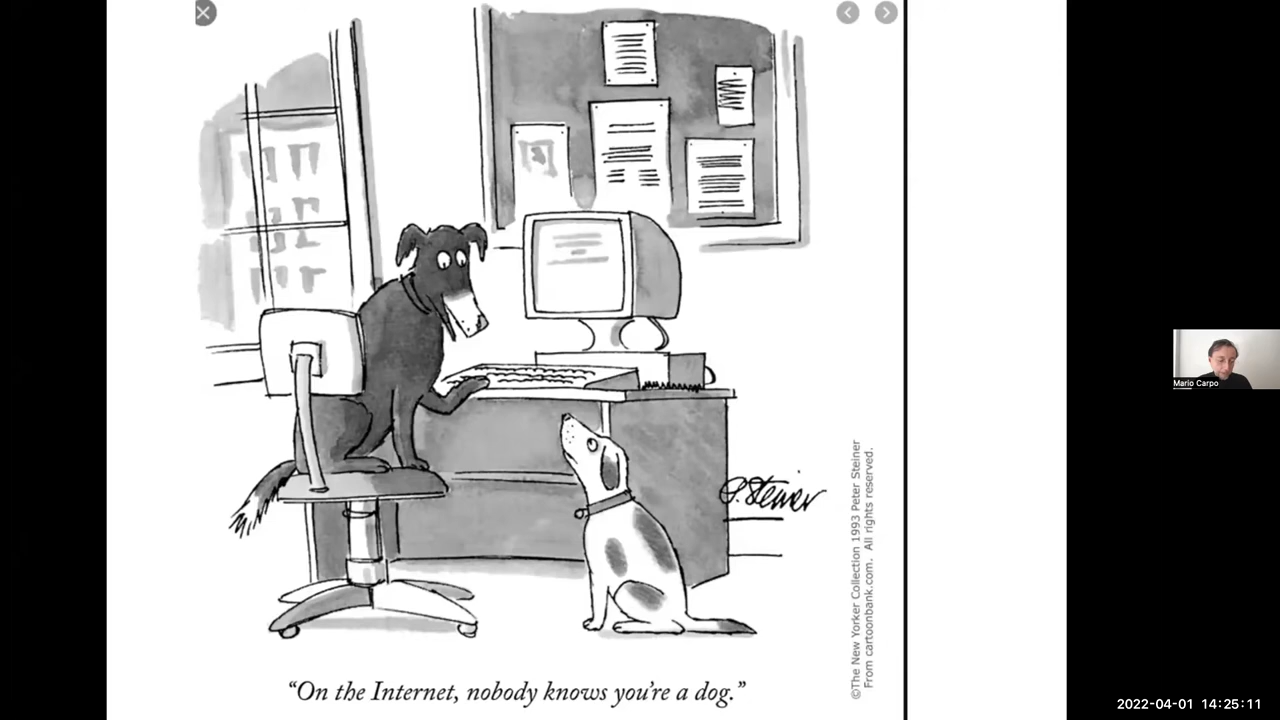 P. Steiner
©The New Yorker Collection 1993 Peter Steiner
From cartoonbank.com. All rights reserved.
“On the Internet, nobody knows you’re a dog.”
Mario Carpo
2022-04-01 14:25:11